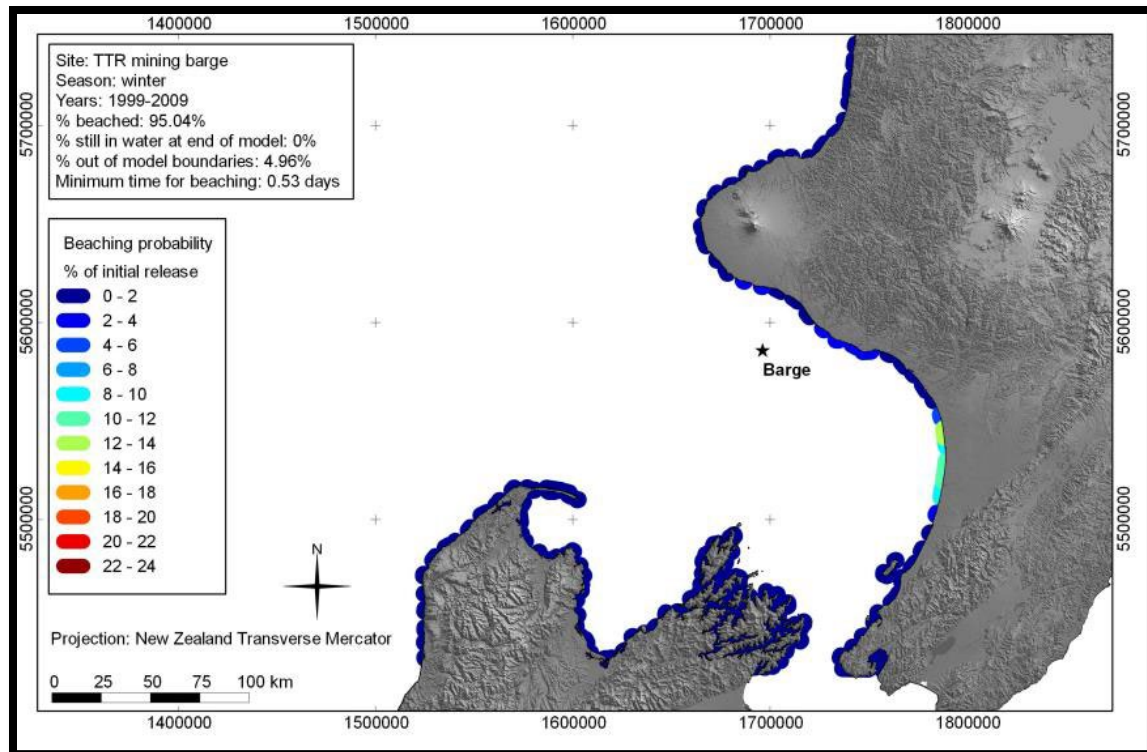 1400000 1500000 1600000 1700000 1800000
Site: TTR mining barge
Season: winter
Years: 1999-2009
% beached: 95.04%
% still in water at end of model: 0%
% out of model boundaries: 4.96%
Minimum time for beaching: 0.53 days
5700000 5700000
Beaching probability
% of initial release
0 - 2
2 - 4
4 - 6
6 - 8
8 - 10
10 - 12
12 - 14
14 - 16
16 - 18
18 - 20
20 - 22
22 - 24
5600000 5600000
Barge
5500000 5500000
N
Projection: New Zealand Transverse Mercator
0 25 50 75 100 km
1400000 1500000 1600000 1700000 1800000